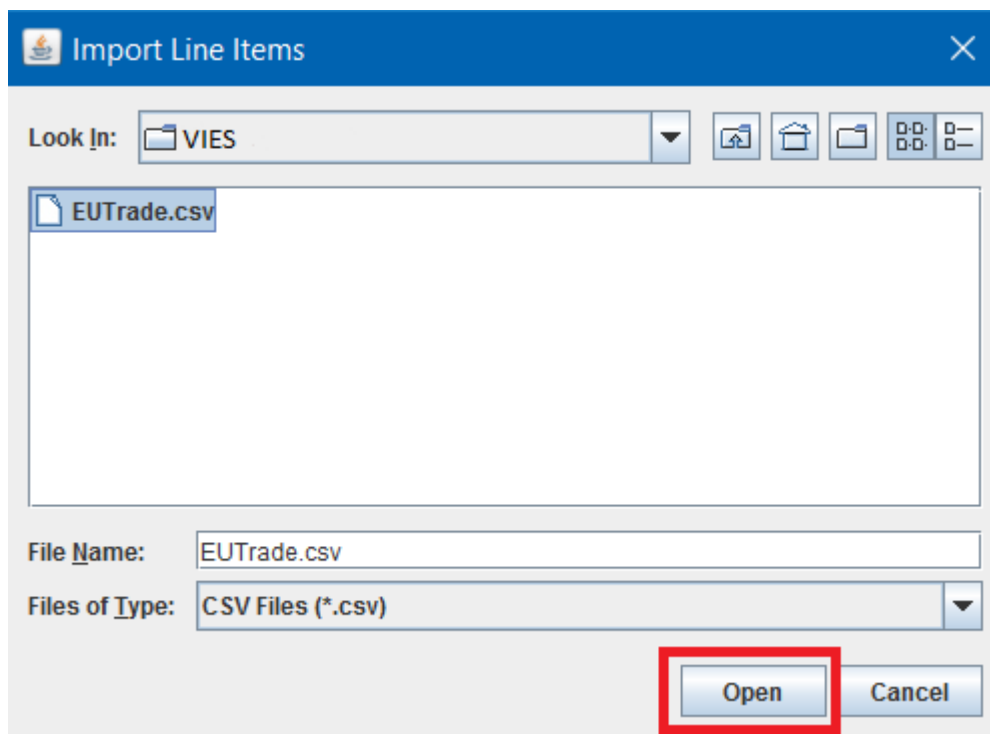 Import Line Items
Look In: VIES
EUTrade.csv
File Name: EUTrade.csv
Files of Type: CSV Files (*.csv)
Open Cancel